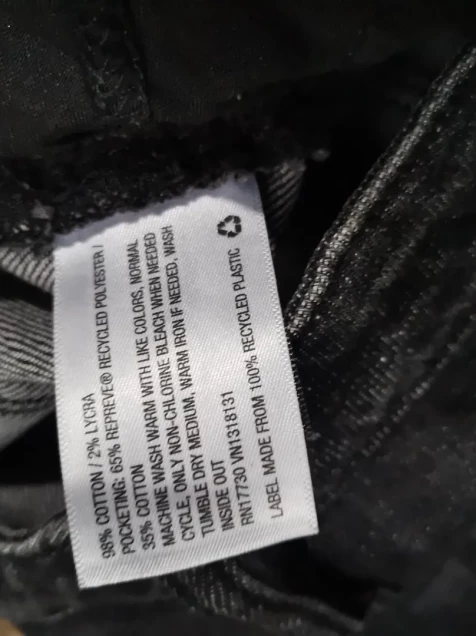 98% COTTON / 2% LYCRA
POCKETING: 65% REPREVE® RECYCLED POLYESTER /
35% COTTON
MACHINE WASH WARM WITH LIKE COLORS, NORMAL
CYCLE, ONLY NON-CHLORINE BLEACH WHEN NEEDED
TUMBLE DRY MEDIUM, WARM IRON IF NEEDED, WASH
INSIDE OUT
RN17730 VN1318131
LABEL MADE FROM 100% RECYCLED PLASTIC